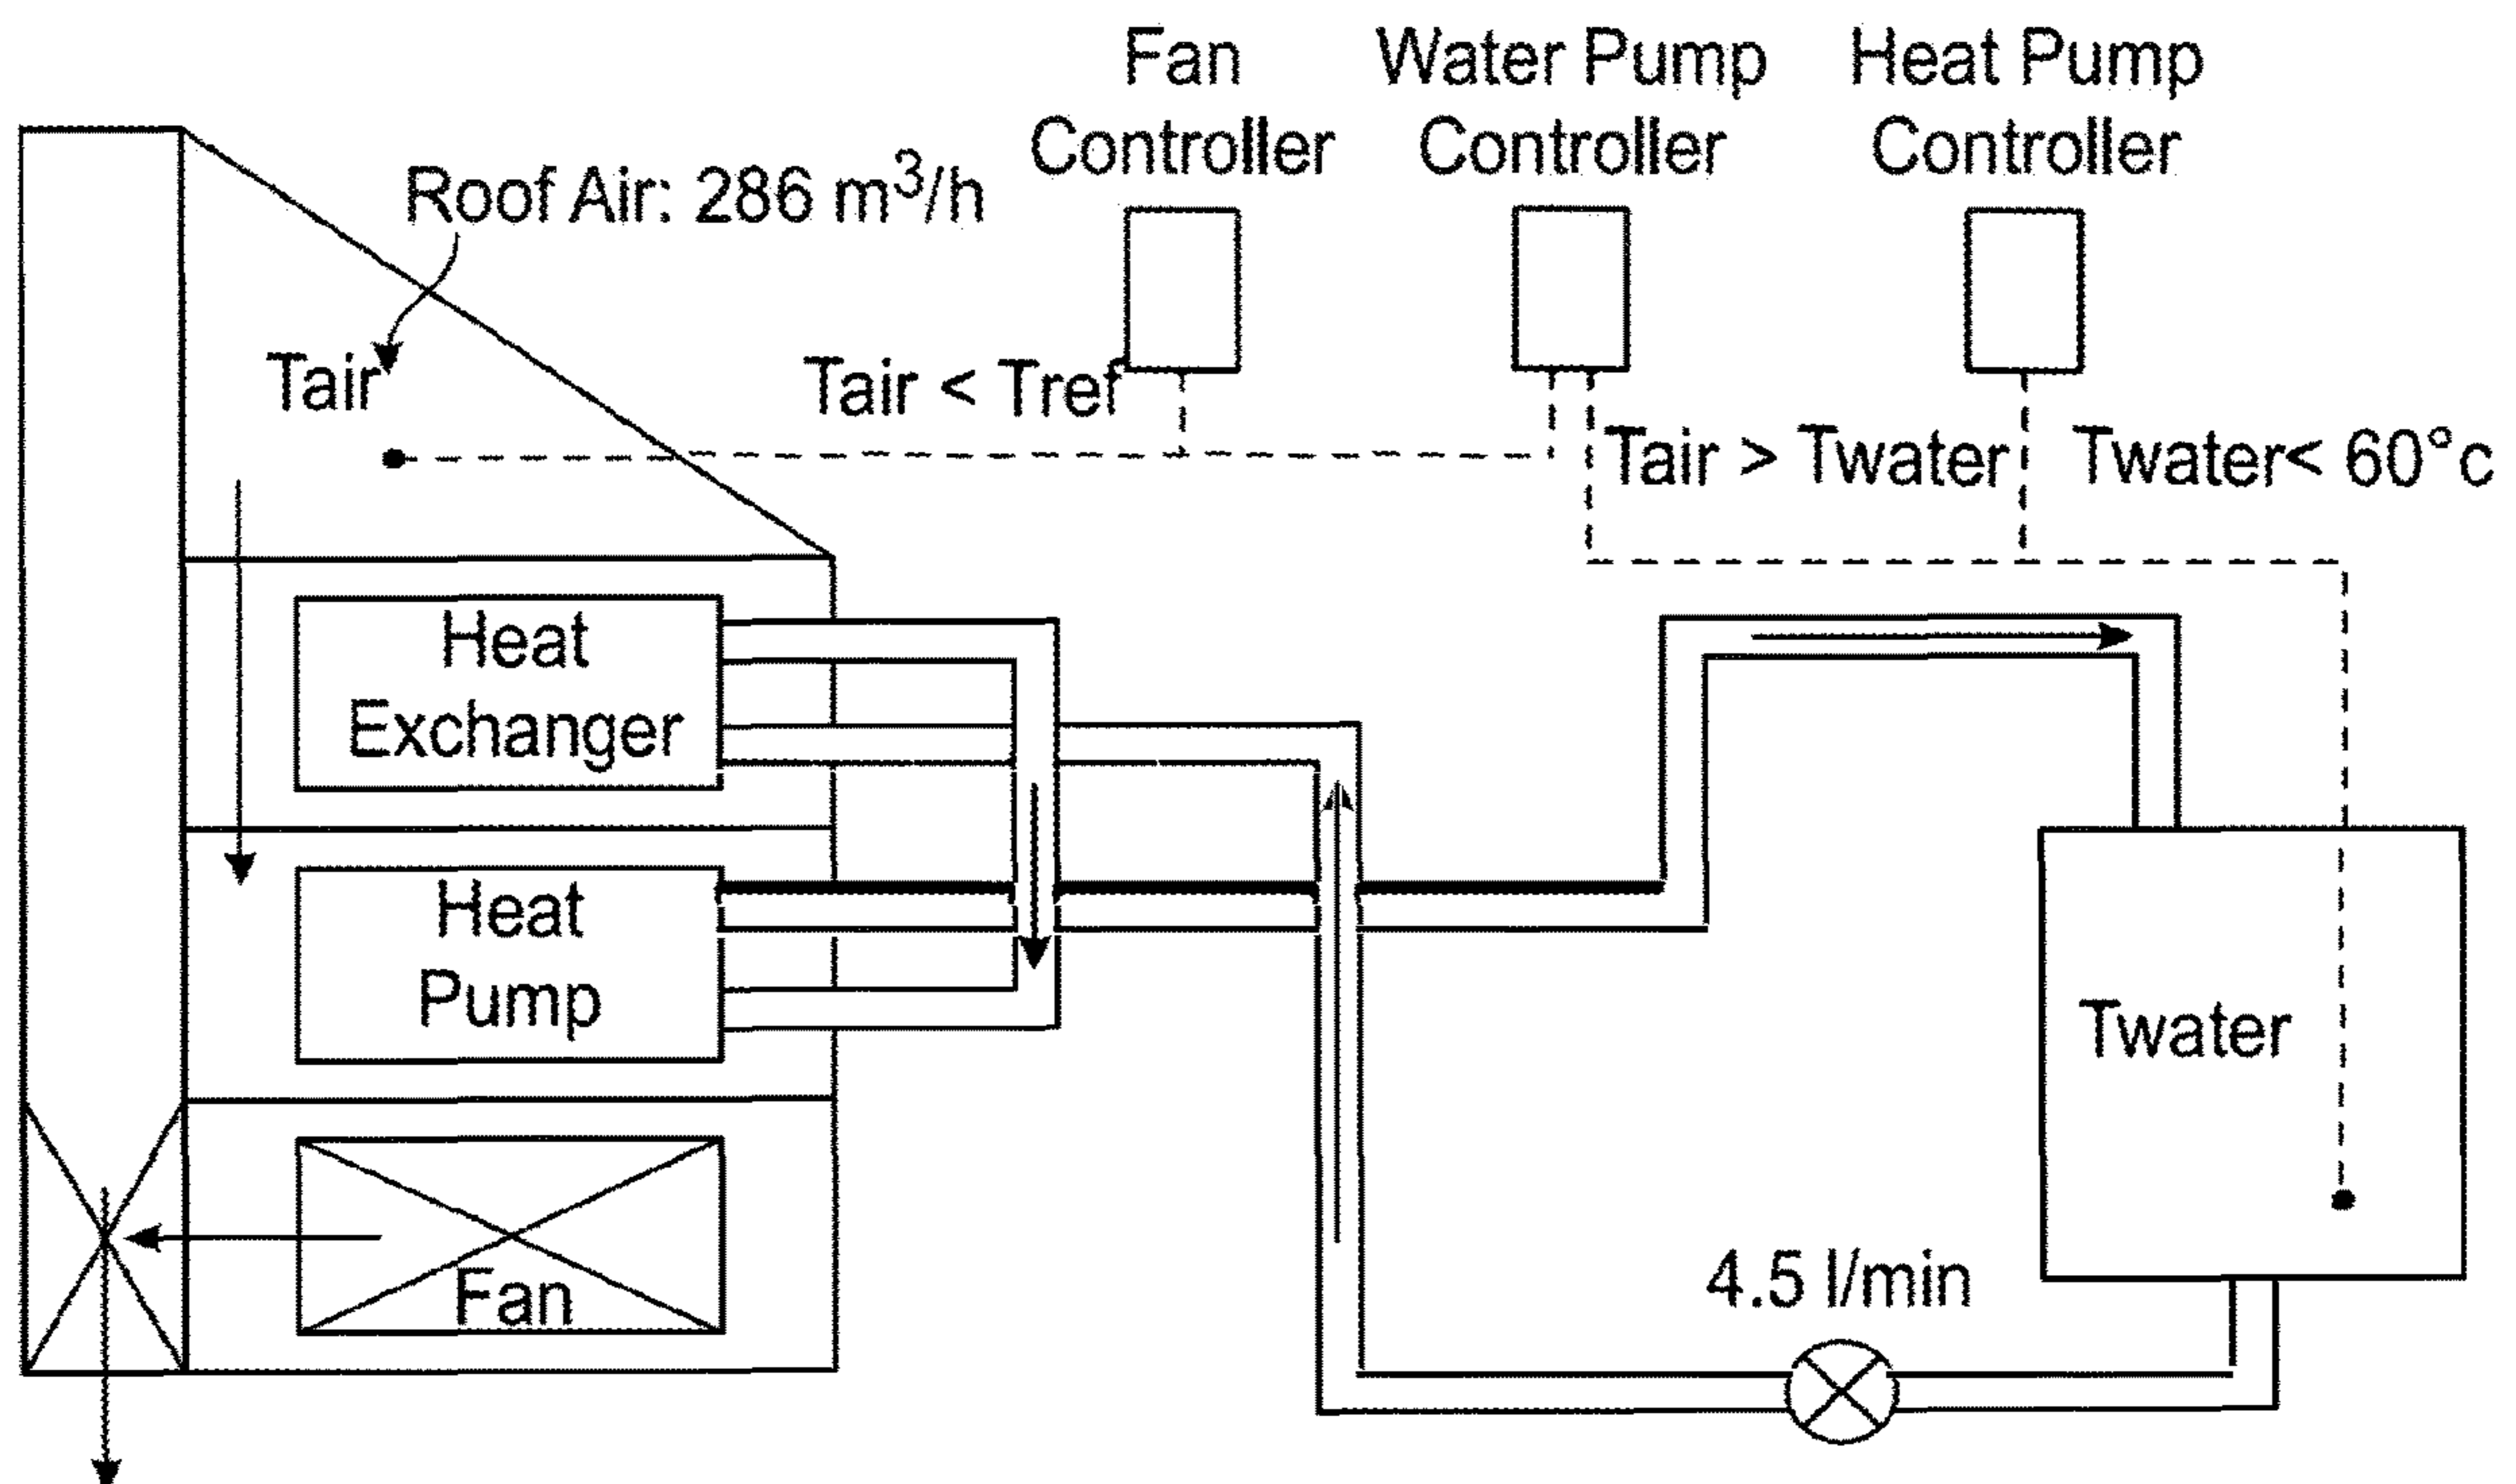 Fan
Controller
Water Pump
Controller
Heat Pump
Controller
Roof Air: 286 m³/h
Tair
Tair < Tref
Tair > Twater
Twater< 60°c
Heat
Exchanger
Heat
Pump
Fan
Twater
4.5 l/min